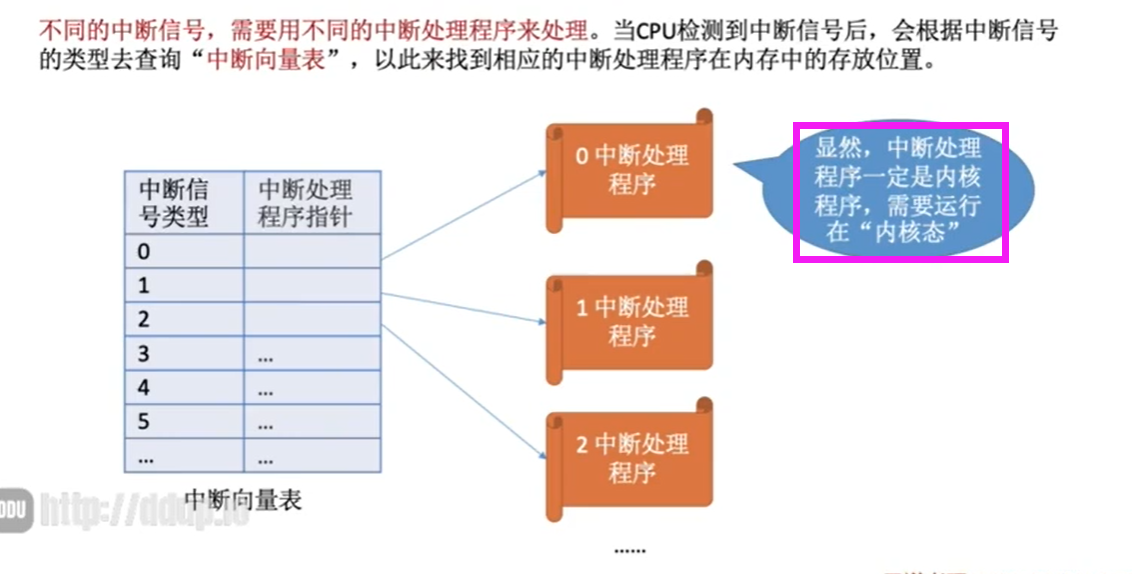 不同的中断信号，需要用不同的中断处理程序来处理。当CPU检测到中断信号后，会根据中断信号
的类型去查询“中断向量表”，以此来找到相应的中断处理程序在内存中的存放位置。
中断信
号类型
中断处理
程序指针
0
1
2
3 ...
4 ...
5 ...
... ...
中断向量表
0 中断处理
程序
1 中断处理
程序
2 中断处理
程序
......
显然，中断处理
程序一定是内核
程序，需要运行
在“内核态”
DDU